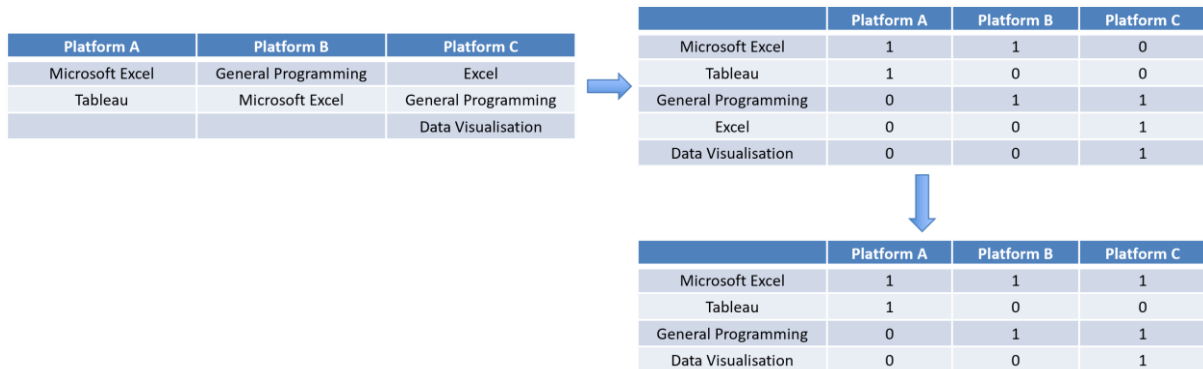 Platform A Platform B Platform C
Microsoft Excel General Programming Excel
Tableau Microsoft Excel General Programming
Data Visualisation
Platform A Platform B Platform C
Microsoft Excel 1 1 0
Tableau 1 0 0
General Programming 0 1 1
Excel 0 0 1
Data Visualisation 0 0 1
Platform A Platform B Platform C
Microsoft Excel 1 1 1
Tableau 1 0 0
General Programming 0 1 1
Data Visualisation 0 0 1